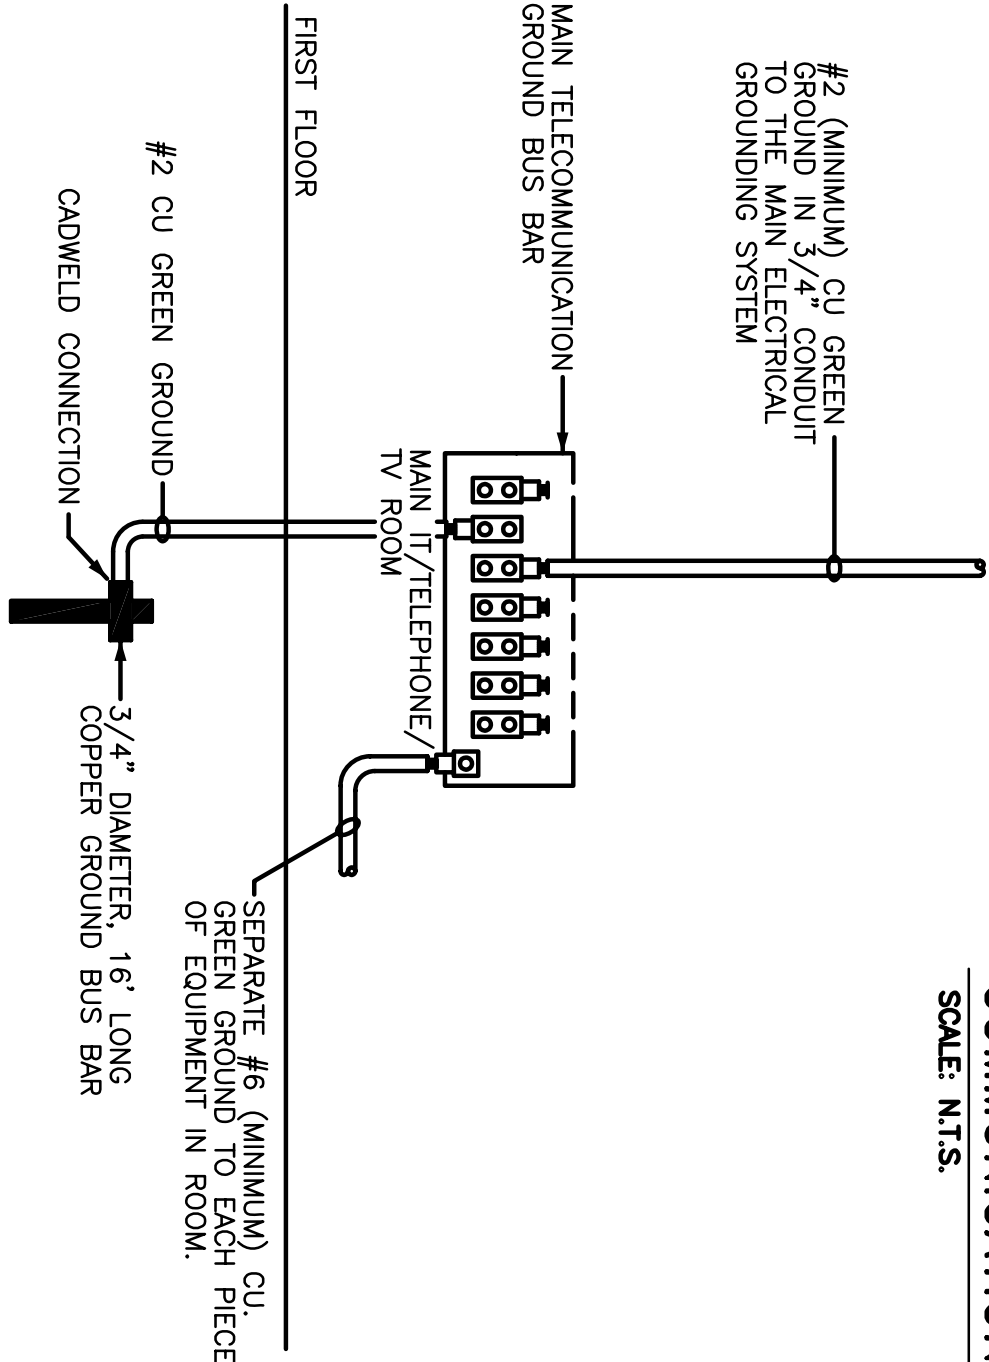 #2 (MINIMUM) CU GREEN
GROUND IN 3/4" CONDUIT
TO THE MAIN ELECTRICAL
GROUNDING SYSTEM
MAIN TELECOMMUNICATION
GROUND BUS BAR
MAIN IT/TELEPHONE/
TV ROOM
FIRST FLOOR
#2 CU GREEN GROUND
CADWELD CONNECTION
3/4" DIAMETER, 16' LONG
COPPER GROUND BUS BAR
SEPARATE #6 (MINIMUM) CU.
GREEN GROUND TO EACH PIECE
OF EQUIPMENT IN ROOM.
SCALE: N.T.S.